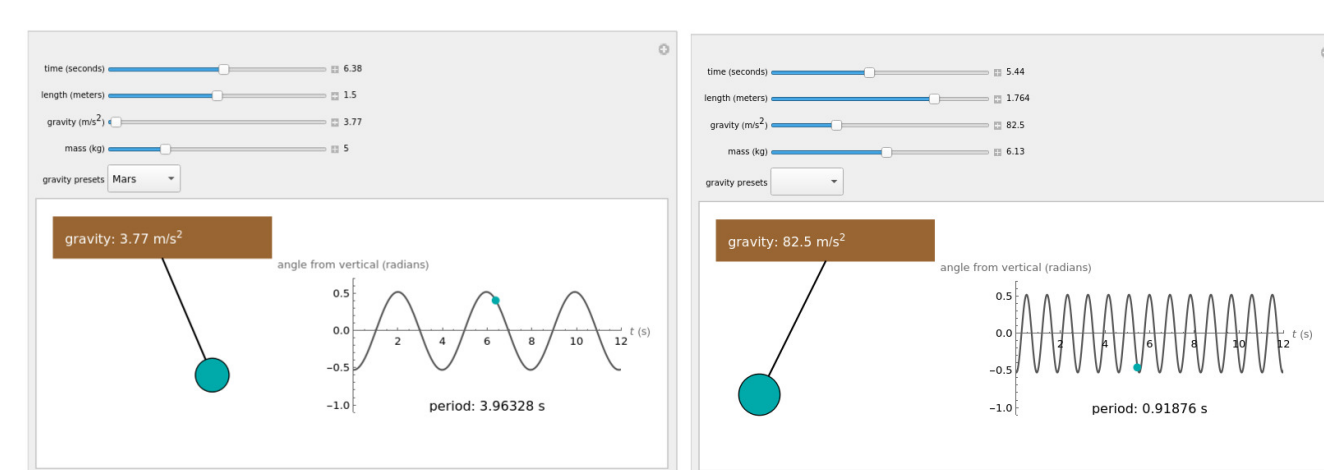 time (seconds) 6.38
length (meters) 1.5
gravity (m/s²) 3.77
mass (kg) 5
gravity presets Mars
gravity: 3.77 m/s²
angle from vertical (radians)
0.5
0.0
−0.5
−1.0
2 4 6 8 10 12 t (s)
period: 3.96328 s
time (seconds) 5.44
length (meters) 1.764
gravity (m/s²) 82.5
mass (kg) 6.13
gravity presets
gravity: 82.5 m/s²
angle from vertical (radians)
0.5
0.0
−0.5
−1.0
2 4 6 8 10 12 t (s)
period: 0.91876 s